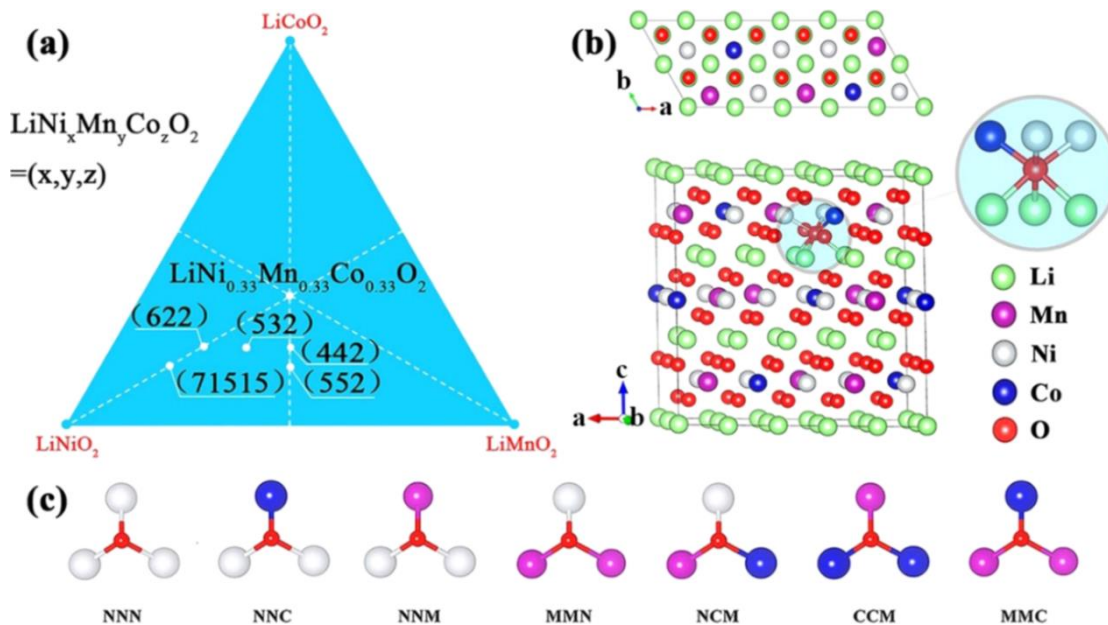 (a)
LiCoO₂
LiNiₓMnᵧCo_zO₂
=(x,y,z)
LiNi₀.₃₃Mn₀.₃₃Co₀.₃₃O₂
(622)
(532)
(442)
(71515)
(552)
LiNiO₂
LiMnO₂
(b)
b
a
c
a
b
Li
Mn
Ni
Co
O
(c)
NNN
NNC
NNM
MMN
NCM
CCM
MMC